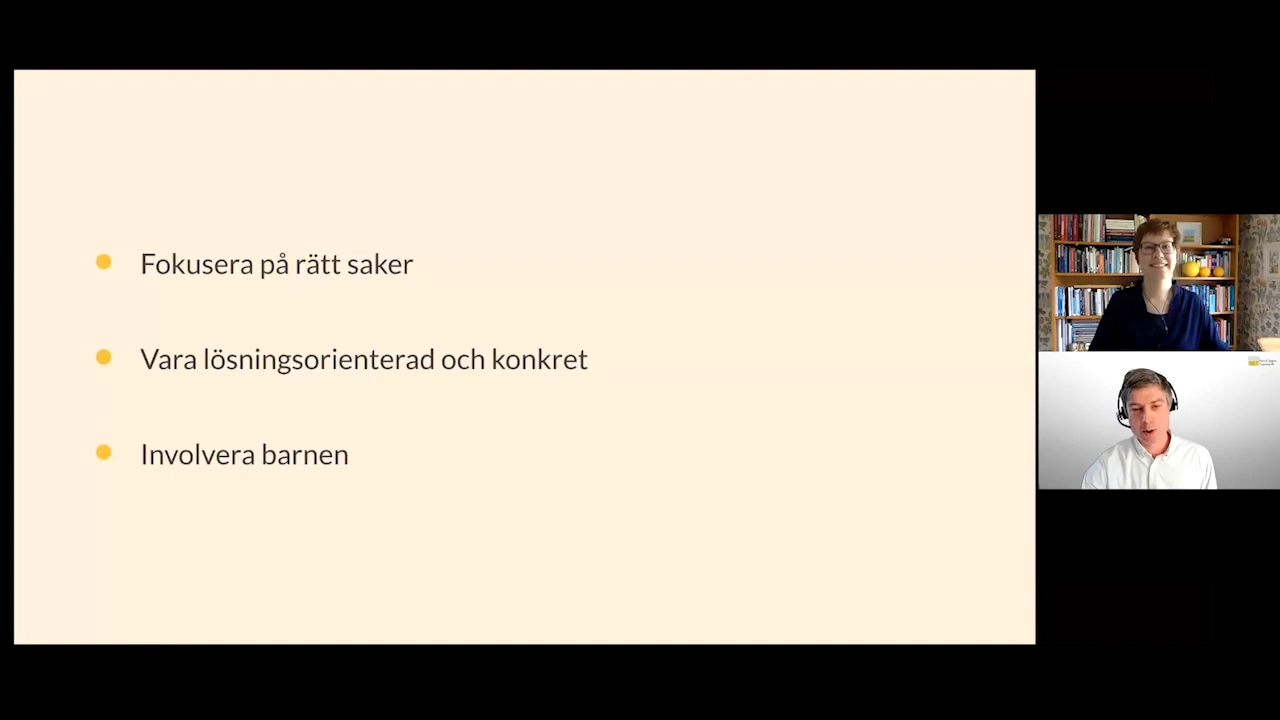 Fokusera på rätt saker
Vara lösningsorienterad och konkret
Involvera barnen